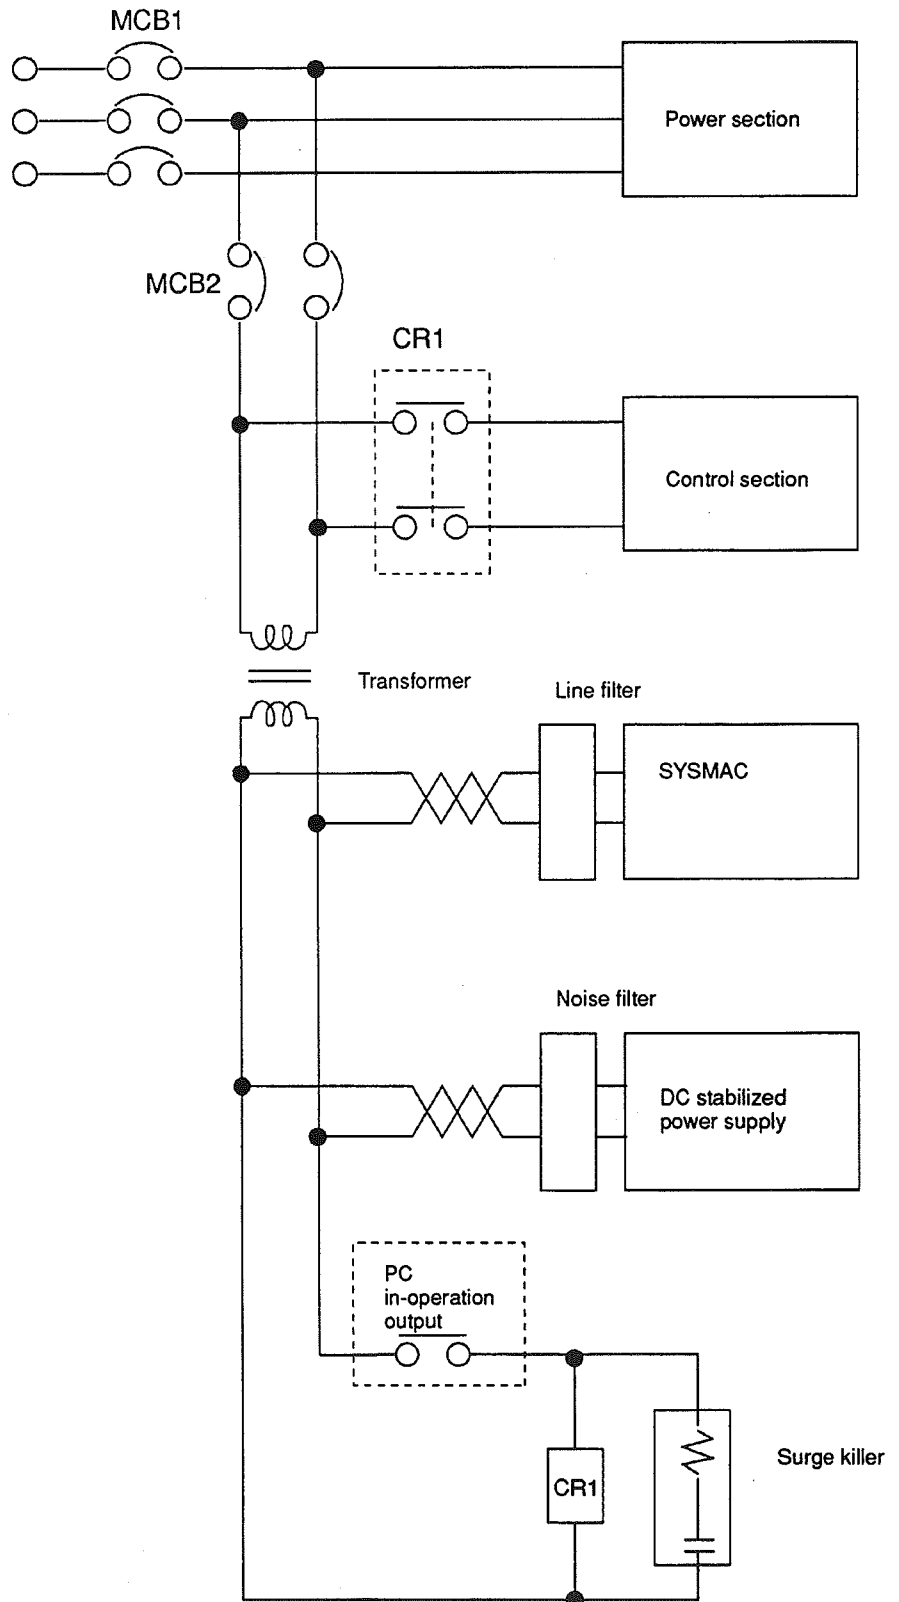 MCB1
Power section
MCB2
CR1
Control section
Transformer
Line filter
SYSMAC
Noise filter
DC stabilized
power supply
PC
in-operation
output
CR1
Surge killer